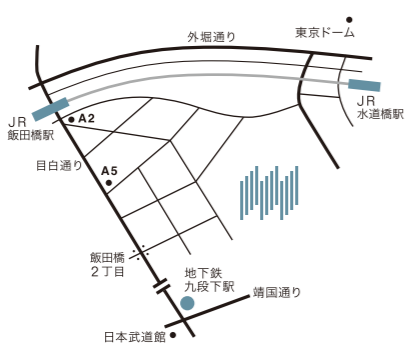 外堀通り
東京ドーム
JR
飯田橋駅
A2
JR
水道橋駅
目白通り
A5
飯田橋
2丁目
地下鉄
九段下駅
靖国通り
日本武道館